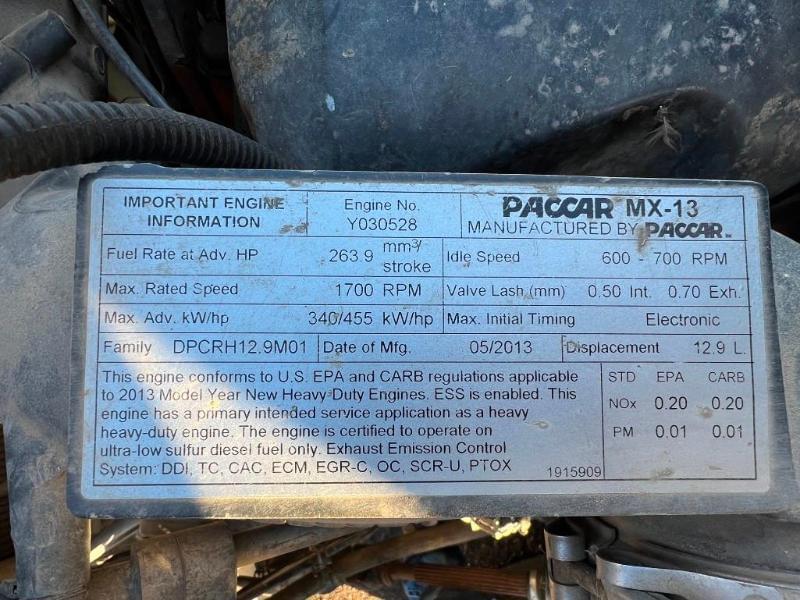 IMPORTANT ENGINE
INFORMATION
Engine No.
Y030528
PACCAR MX-13
MANUFACTURED BY PACCAR INC
Fuel Rate at Adv. HP 263.9 mm³/
stroke
Idle Speed 600 - 700 RPM
Max. Rated Speed 1700 RPM
Valve Lash (mm) 0.50 Int. 0.70 Exh.
Max. Adv. kW/hp 340/455 kW/hp
Max. Initial Timing Electronic
Family DPCRH12.9M01
Date of Mfg. 05/2013
Displacement 12.9 L.
This engine conforms to U.S. EPA and CARB regulations applicable
to 2013 Model Year New Heavy-Duty Engines. ESS is enabled. This
engine has a primary intended service application as a heavy
heavy-duty engine. The engine is certified to operate on
ultra-low sulfur diesel fuel only. Exhaust Emission Control
System: DDI, TC, CAC, ECM, EGR-C, OC, SCR-U, PTOX
1915909
STD EPA CARB
NOx 0.20 0.20
PM 0.01 0.01